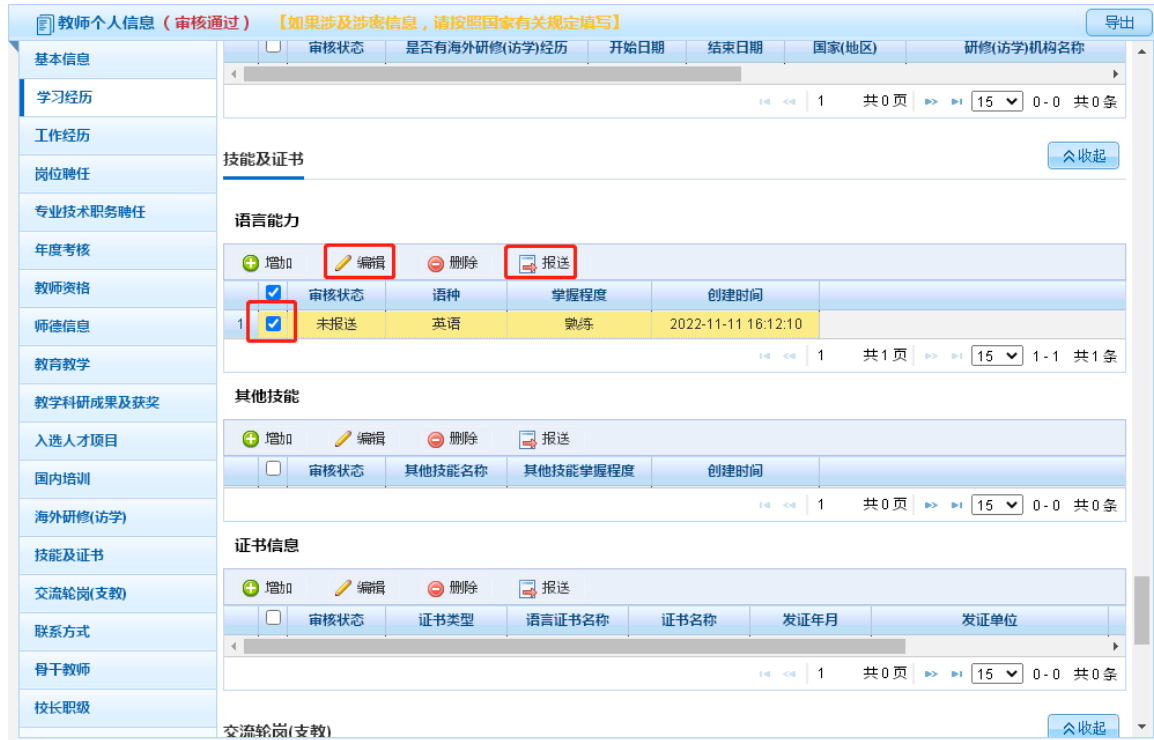 教师个人信息（审核通过） 【如果涉及涉密信息，请按照国家有关规定填写】 导出
基本信息
学习经历
工作经历
岗位聘任
专业技术职务聘任
年度考核
教师资格
师德信息
教育教学
教学科研成果及获奖
入选人才项目
国内培训
海外研修(访学)
技能及证书
交流轮岗(支教)
联系方式
骨干教师
校长职级
审核状态 是否有海外研修(访学)经历 开始日期 结束日期 国家(地区) 研修(访学)机构名称
1 共0页 15 0-0 共0条
技能及证书 收起
语言能力
增加 编辑 删除 报送
审核状态 语种 掌握程度 创建时间
1 未报送 英语 熟练 2022-11-11 16:12:10
1 共1页 15 1-1 共1条
其他技能
增加 编辑 删除 报送
审核状态 其他技能名称 其他技能掌握程度 创建时间
1 共0页 15 0-0 共0条
证书信息
增加 编辑 删除 报送
审核状态 证书类型 语言证书名称 证书名称 发证年月 发证单位
1 共0页 15 0-0 共0条
交流轮岗(支教) 收起